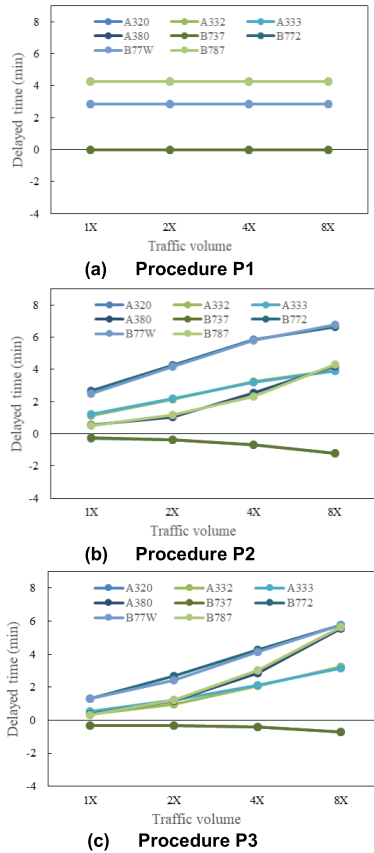 A320 A332 A333
A380 B737 B772
B77W B787
Delayed time (min)
8
6
4
2
0
-2
-4
1X 2X 4X 8X
Traffic volume
(a) Procedure P1
A320 A332 A333
A380 B737 B772
B77W B787
Delayed time (min)
8
6
4
2
0
-2
-4
1X 2X 4X 8X
Traffic volume
(b) Procedure P2
A320 A332 A333
A380 B737 B772
B77W B787
Delayed time (min)
8
6
4
2
0
-2
-4
1X 2X 4X 8X
Traffic volume
(c) Procedure P3